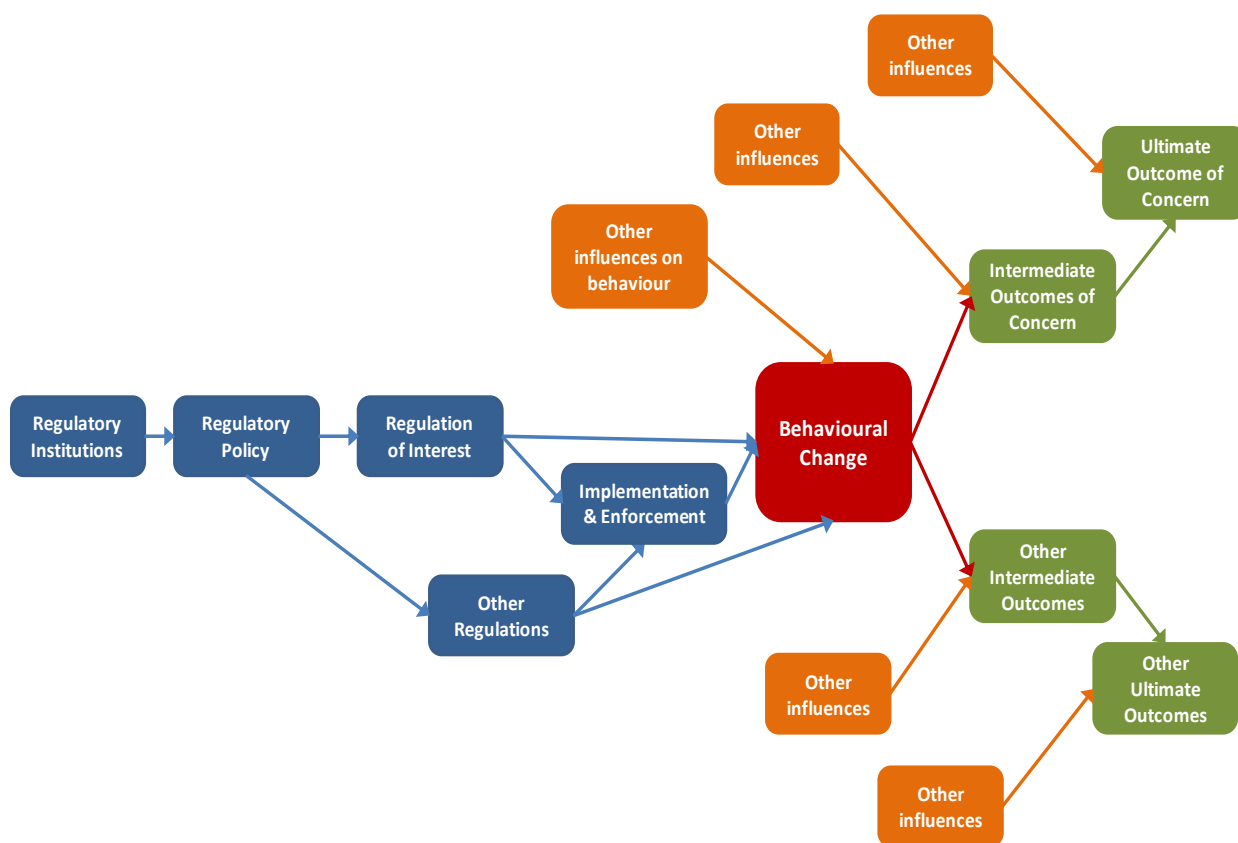 Other
influences
Other
influences
Ultimate
Outcome of
Concern
Other
influences on
behaviour
Intermediate
Outcomes of
Concern
Regulatory
Institutions
Regulatory
Policy
Regulation
of Interest
Behavioural
Change
Implementation
& Enforcement
Other
Regulations
Other
Intermediate
Outcomes
Other
influences
Other
Ultimate
Outcomes
Other
influences